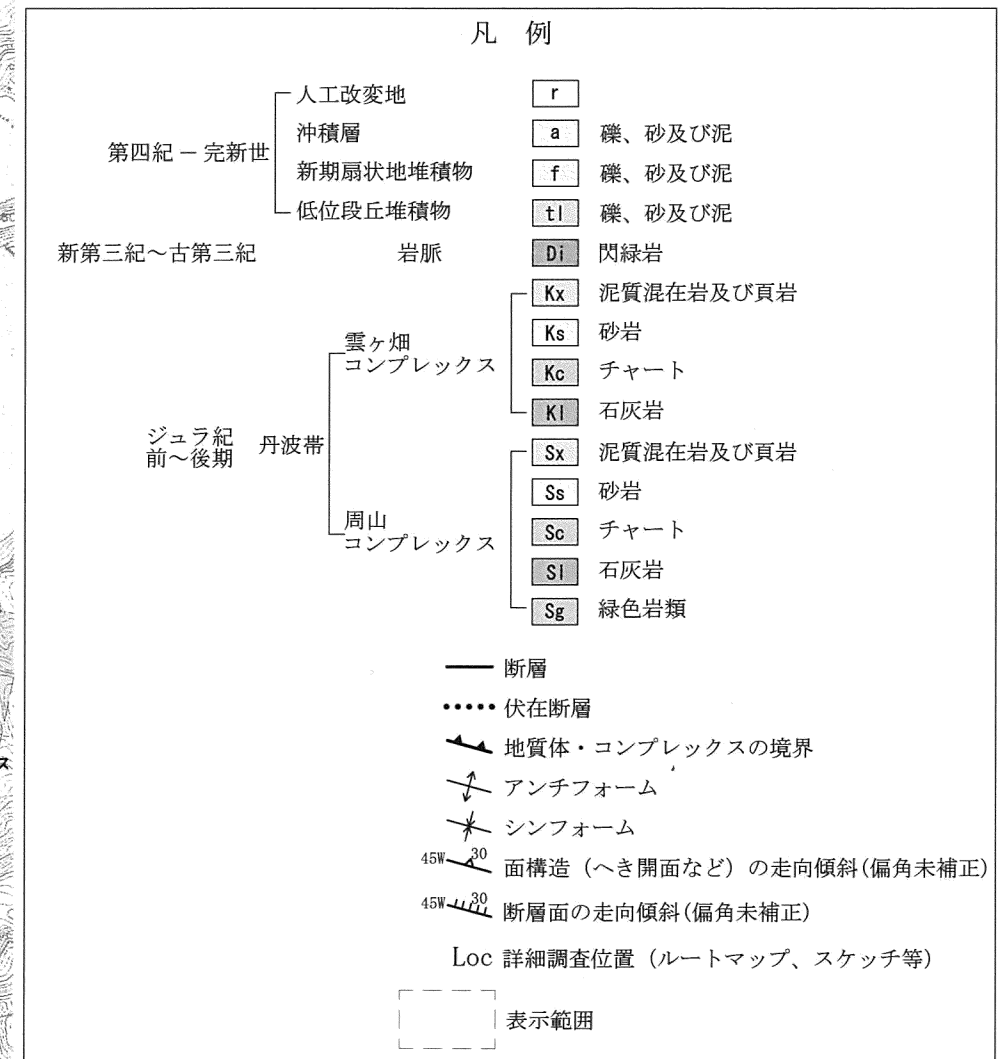 凡 例
人工改変地 r
沖積層 a 礫、砂及び泥
第四紀 － 完新世
新期扇状地堆積物 f 礫、砂及び泥
低位段丘堆積物 tl 礫、砂及び泥
新第三紀～古第三紀 岩脈 Di 閃緑岩
Kx 泥質混在岩及び頁岩
雲ヶ畑
コンプレックス
Ks 砂岩
Kc チャート
Kl 石灰岩
ジュラ紀
前～後期
丹波帯
Sx 泥質混在岩及び頁岩
Ss 砂岩
周山
コンプレックス
Sc チャート
Sl 石灰岩
Sg 緑色岩類
断層
伏在断層
地質体・コンプレックスの境界
アンチフォーム
シンフォーム
45W 30 面構造（へき開面など）の走向傾斜(偏角未補正)
45W 30 断層面の走向傾斜(偏角未補正)
Loc 詳細調査位置（ルートマップ、スケッチ等）
表示範囲
ス